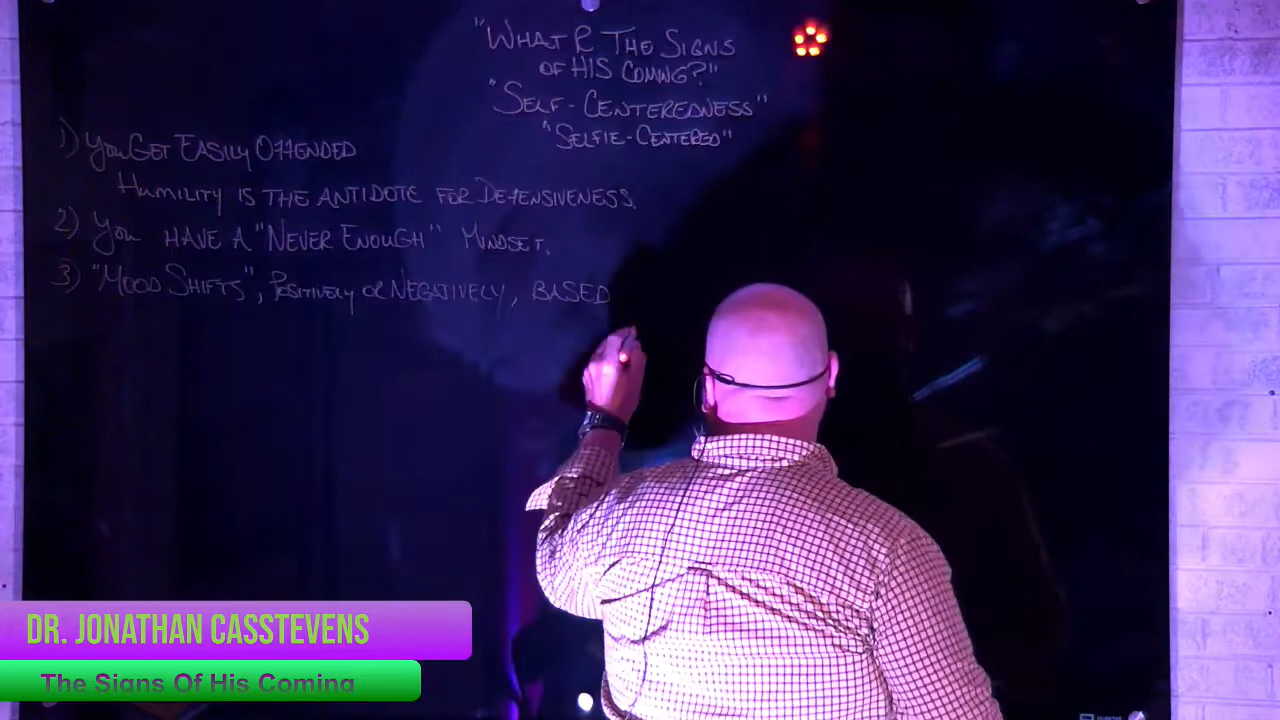 "WHAT R THE SIGNS
OF HIS COMING?"
"SELF-CENTEREDNESS"
"SELFIE-CENTERED"
1) YOU GET EASILY OFFENDED
HUMILITY IS THE ANTIDOTE FOR DEFENSIVENESS.
2) YOU HAVE A "NEVER ENOUGH" MINDSET.
3) "MOOD SHIFTS", POSITIVELY OR NEGATIVELY, BASED
DR. JONATHAN CASSTEVENS
The Signs Of His Coming